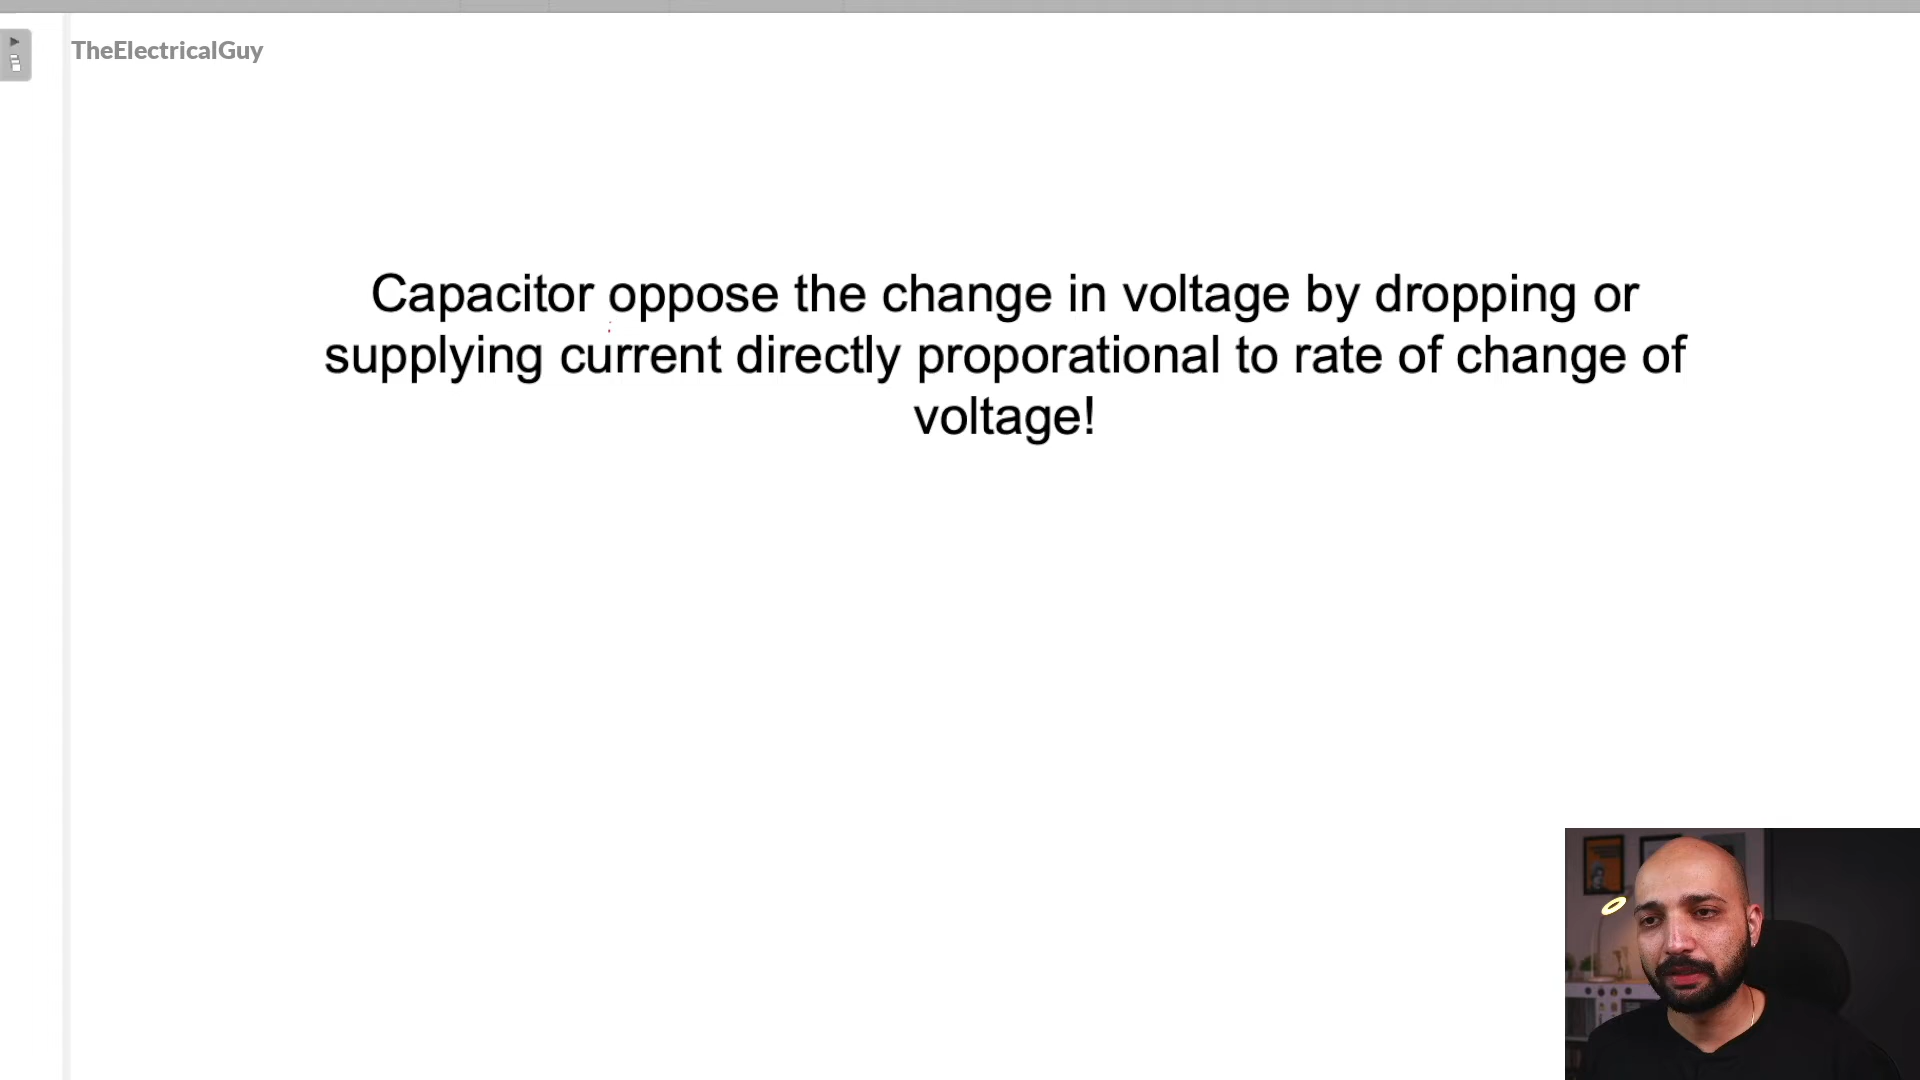 TheElectricalGuy
Capacitor oppose the change in voltage by dropping or
supplying current directly proporational to rate of change of
voltage!